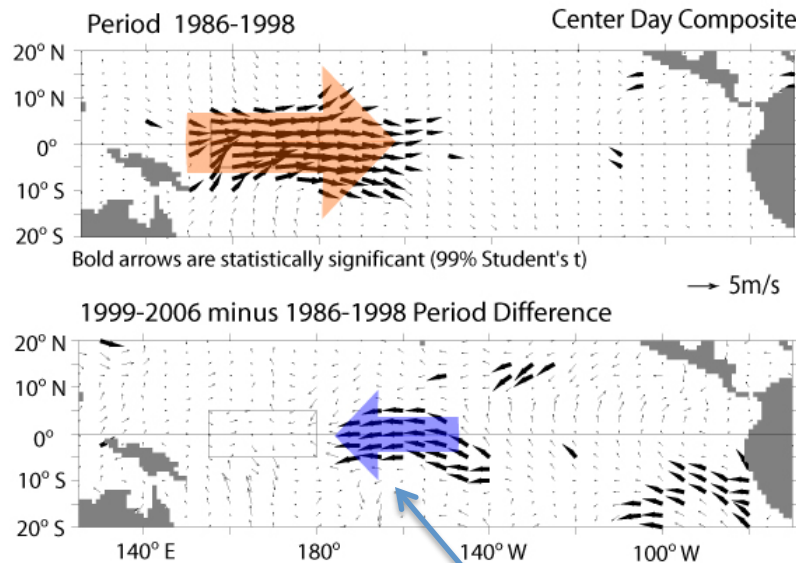 Period 1986-1998 Center Day Composite
20° N
10° N
0°
10° S
20° S
Bold arrows are statistically significant (99% Student's t)
5m/s
1999-2006 minus 1986-1998 Period Difference
20° N
10° N
0°
10° S
20° S
140° E 180° 140° W 100° W